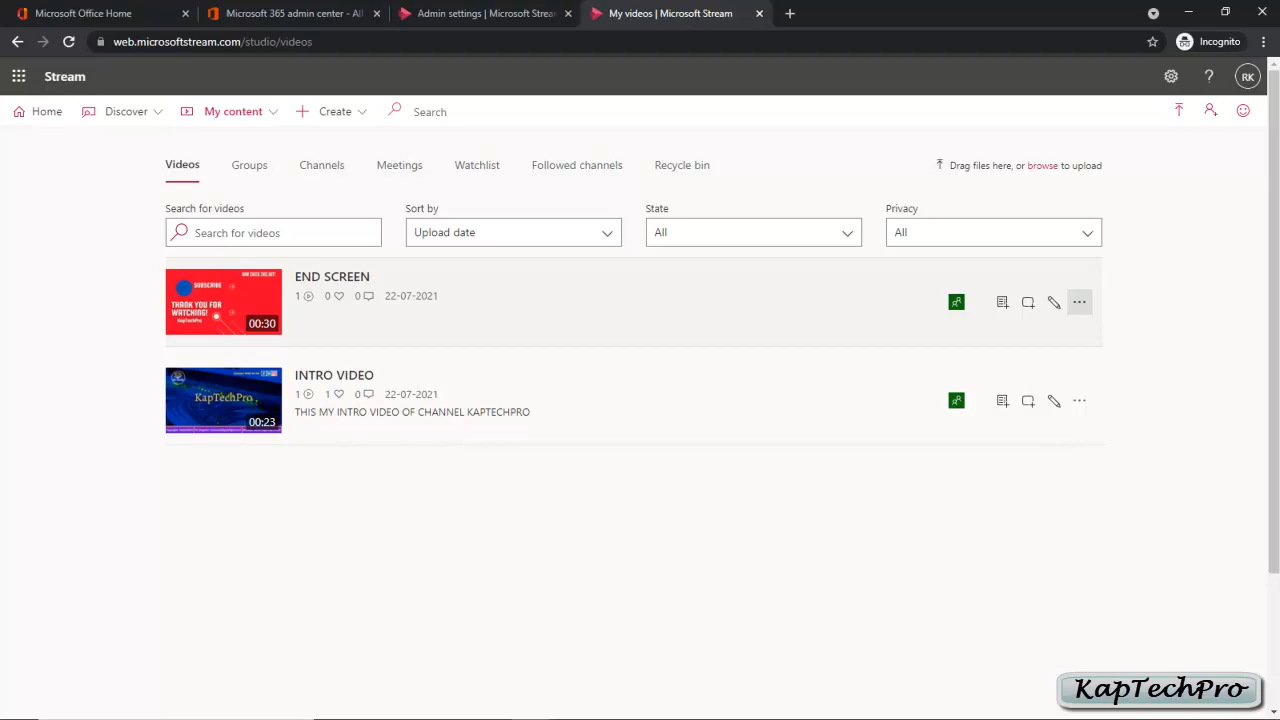 Microsoft Office Home
Microsoft 365 admin center - All
Admin settings | Microsoft Strear
My videos | Microsoft Stream
web.microsoftstream.com/studio/videos
Incognito
Stream
RK
Home
Discover
My content
Create
Search
Videos
Groups
Channels
Meetings
Watchlist
Followed channels
Recycle bin
Drag files here, or browse to upload
Search for videos
Sort by
State
Privacy
Search for videos
Upload date
All
All
SUBSCRIBE
THANK YOU FOR
WATCHING!
KapTechPro
00:30
END SCREEN
1 0 0 22-07-2021
KapTechPro
00:23
INTRO VIDEO
1 1 0 22-07-2021
THIS MY INTRO VIDEO OF CHANNEL KAPTECHPRO
KapTechPro